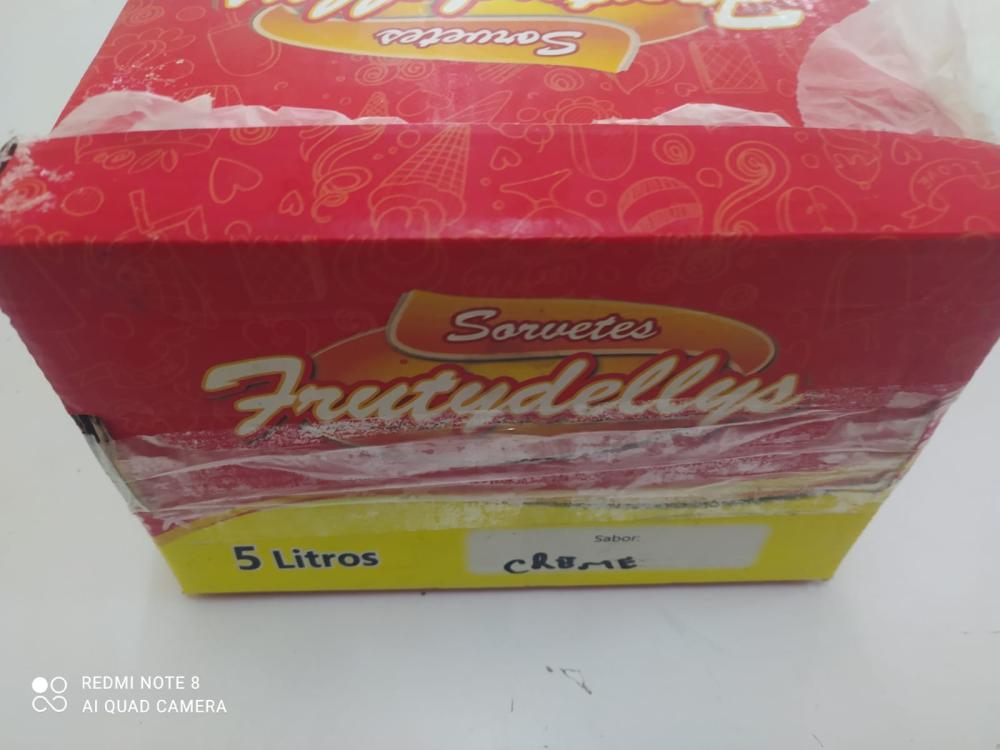 Sorvetes
Sorvetes
Frutydellys
5 Litros
Sabor:
CREME
REDMI NOTE 8
AI QUAD CAMERA